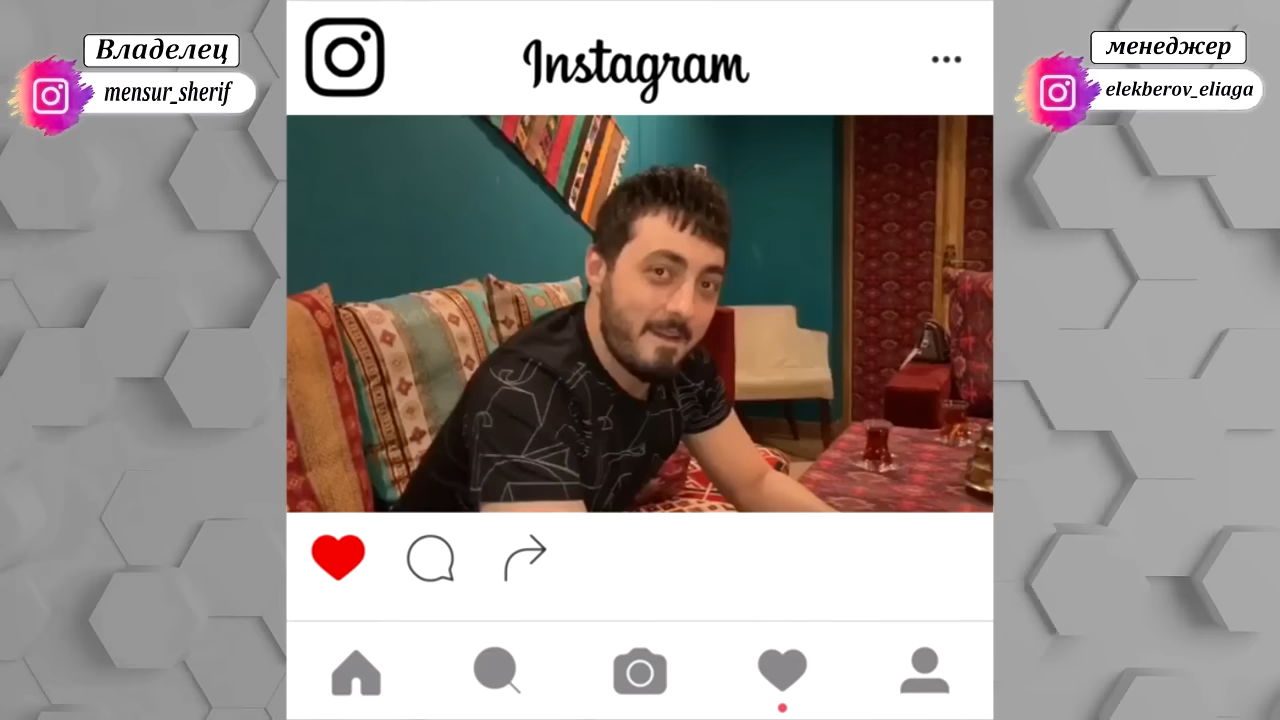 Владелец
mensur_sherif
Instagram
менеджер
elekberov_eliaga